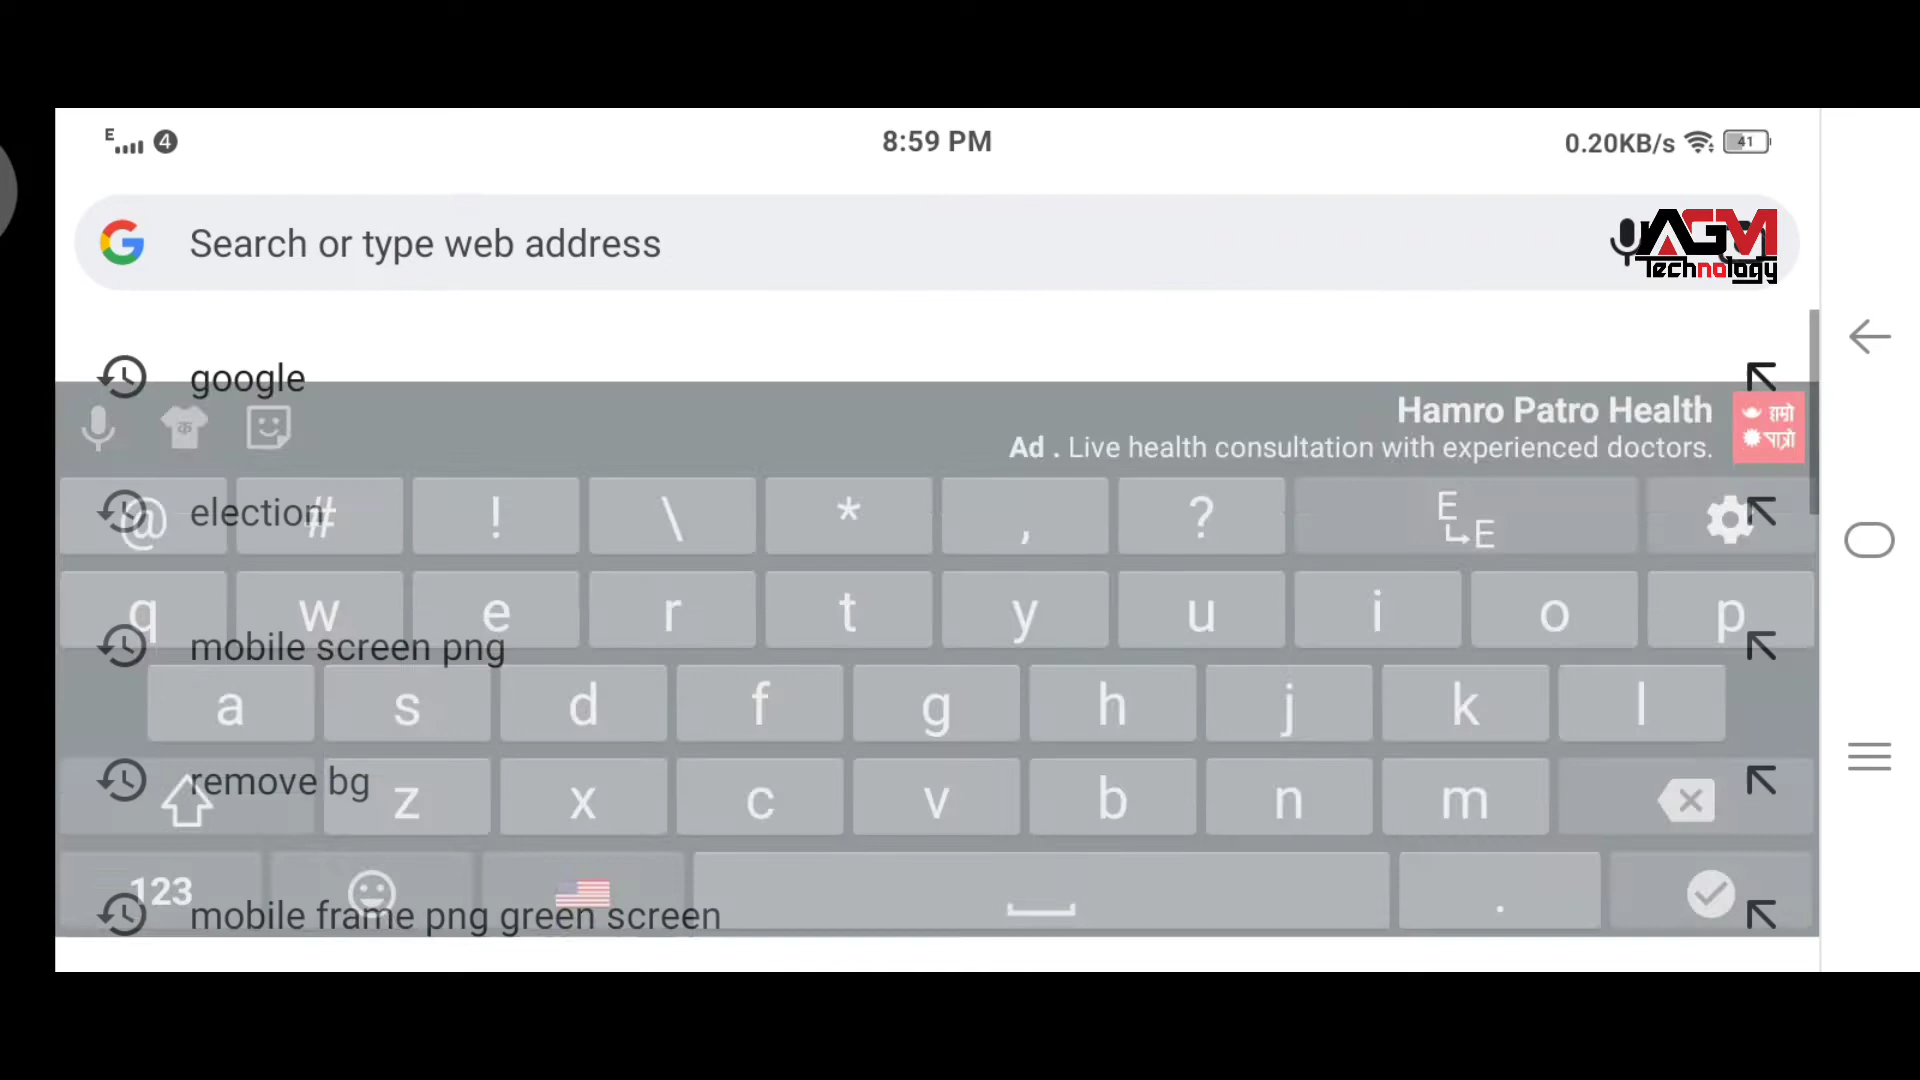 E 4 8:59 PM 0.20KB/s 41
Search or type web address
AGM
Technology
google
Hamro Patro Health
Ad . Live health consultation with experienced doctors.
हाम्रो
पात्रो
क
election
@ # ! \ * , ? E E
q w e r t y u i o p
mobile screen png
a s d f g h j k l
remove bg
z x c v b n m
123 .
mobile frame png green screen